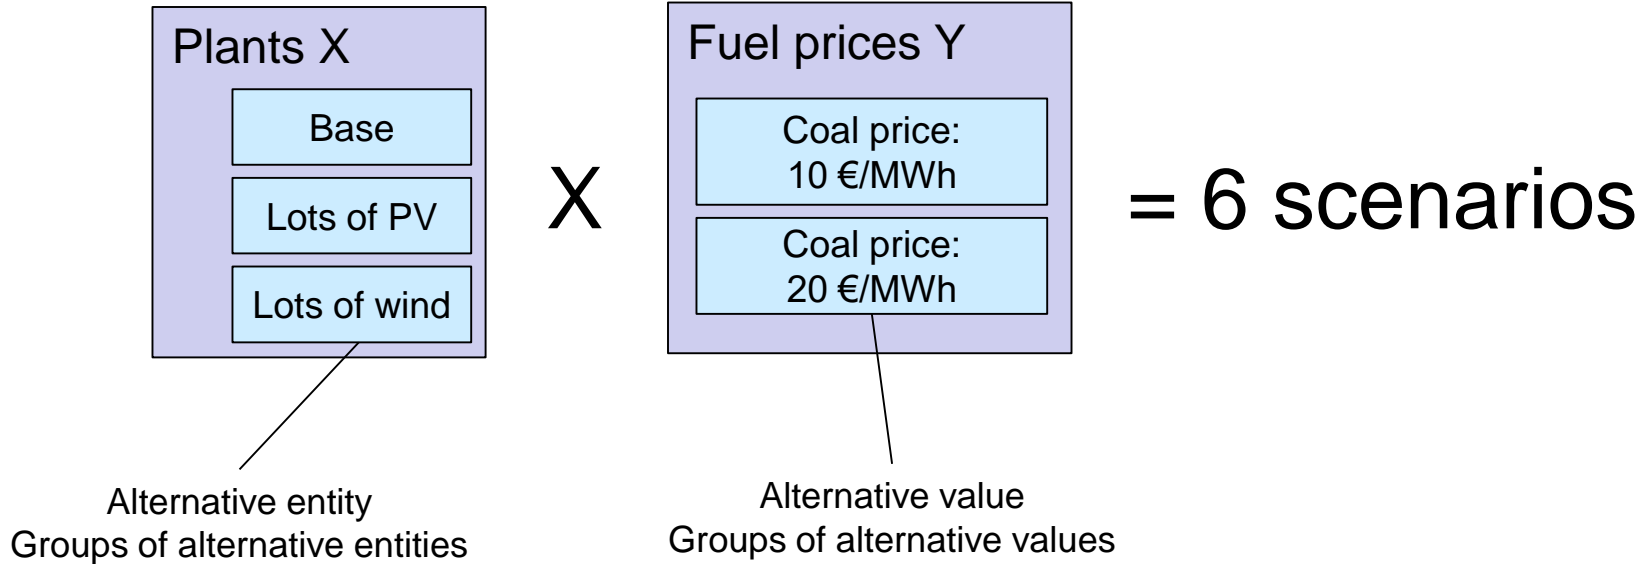 Plants X
Base
Lots of PV
Lots of wind
X
Fuel prices Y
Coal price:
10 €/MWh
Coal price:
20 €/MWh
= 6 scenarios
Alternative entity
Groups of alternative entities
Alternative value
Groups of alternative values